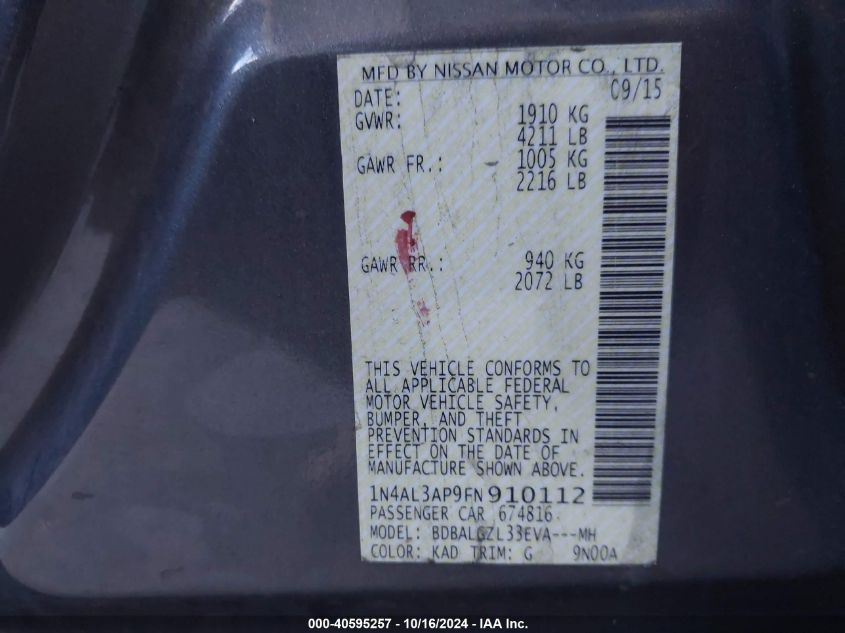 MFD BY NISSAN MOTOR CO., LTD.
DATE: 09/15
GVWR: 1910 KG
4211 LB
GAWR FR.: 1005 KG
2216 LB
GAWR RR.: 940 KG
2072 LB
THIS VEHICLE CONFORMS TO
ALL APPLICABLE FEDERAL
MOTOR VEHICLE SAFETY,
BUMPER, AND THEFT
PREVENTION STANDARDS IN
EFFECT ON THE DATE OF
MANUFACTURE SHOWN ABOVE.
1N4AL3AP9FN910112
PASSENGER CAR 674816
MODEL: BDBALGZL33EVA---MH
COLOR: KAD TRIM: G 9N00A
000-40595257 - 10/16/2024 - IAA Inc.